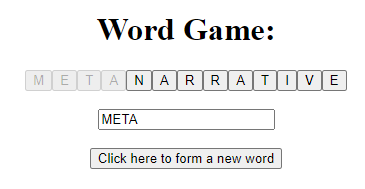 Word Game:
M E T A N A R R A T I V E
META
Click here to form a new word